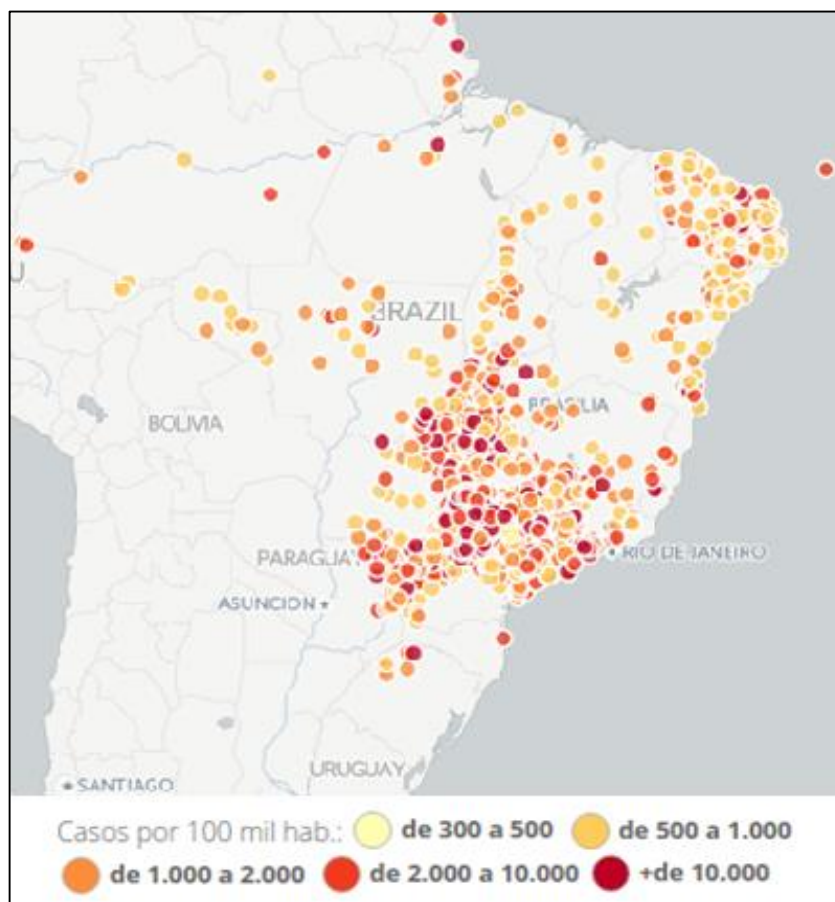 BRAZIL
BRASÍLIA
BOLIVIA
PARAGUAY
RIO DE JANEIRO
ASUNCION
URUGUAY
SANTIAGO
Casos por 100 mil hab.: de 300 a 500 de 500 a 1.000
de 1.000 a 2.000 de 2.000 a 10.000 +de 10.000